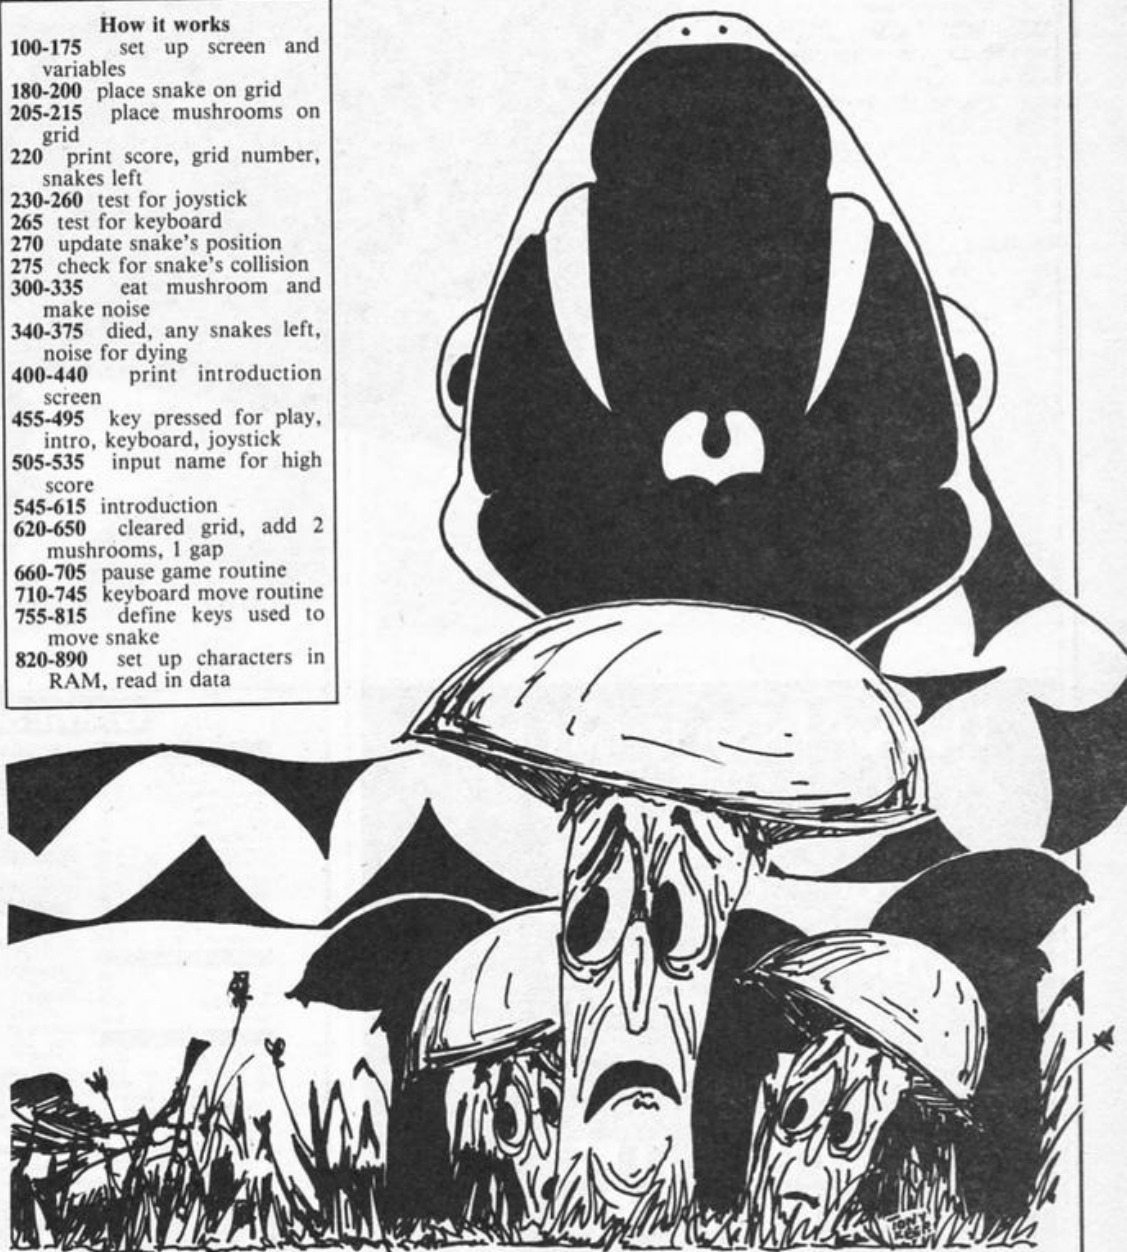 How it works
100-175 set up screen and
variables
180-200 place snake on grid
205-215 place mushrooms on
grid
220 print score, grid number,
snakes left
230-260 test for joystick
265 test for keyboard
270 update snake's position
275 check for snake's collision
300-335 eat mushroom and
make noise
340-375 died, any snakes left,
noise for dying
400-440 print introduction
screen
455-495 key pressed for play,
intro, keyboard, joystick
505-535 input name for high
score
545-615 introduction
620-650 cleared grid, add 2
mushrooms, 1 gap
660-705 pause game routine
710-745 keyboard move routine
755-815 define keys used to
move snake
820-890 set up characters in
RAM, read in data